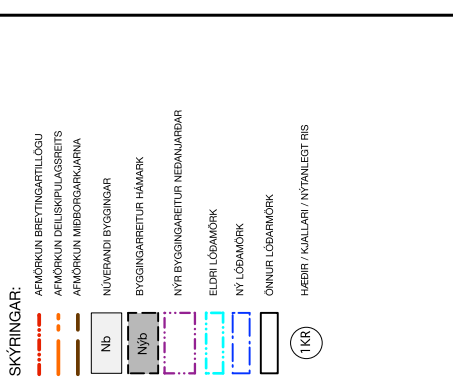 SKÝRINGAR:
AFMÖRKUN BREYTINGARTILLÖGU
AFMÖRKUN DEILISKIPULAGSREITS
AFMÖRKUN MIÐBORGARKJARNA
Nb NÚVERANDI BYGGINGAR
Nýb BYGGINGARREITUR HÁMARK
NÝR BYGGINGAREITUR NEÐANJARÐAR
ELDRI LÓÐAMÖRK
NÝ LÓÐAMÖRK
ÖNNUR LÓÐARMÖRK
1KR HÆÐIR / KJALLARI / NÝTANLEGT RIS